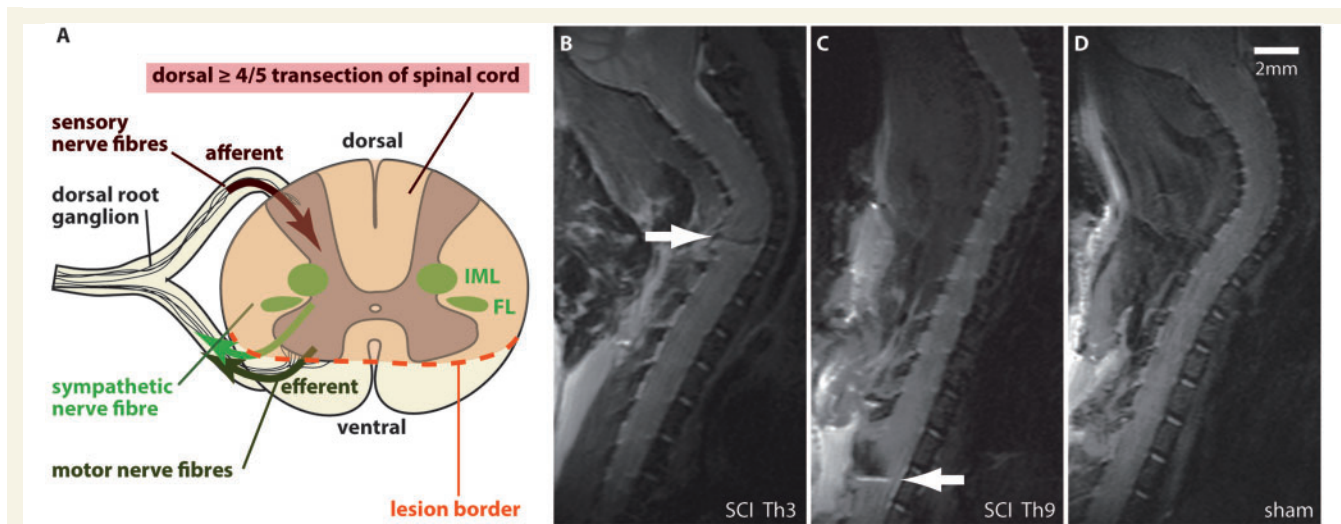 A
dorsal ≥ 4/5 transection of spinal cord
sensory
nerve fibres
afferent
dorsal
dorsal root
ganglion
IML
FL
sympathetic
nerve fibre
efferent
ventral
motor nerve fibres
lesion border
B
SCI Th3
C
SCI Th9
D
2mm
sham